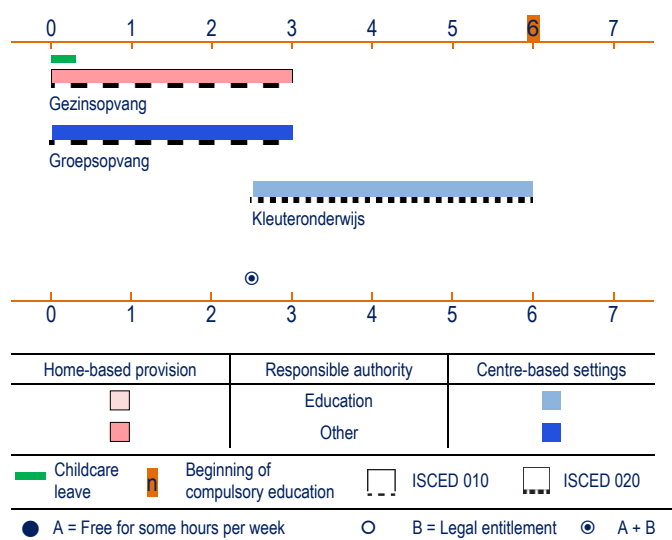 0 1 2 3 4 5 6 7
Gezinsopvang
Groepsopvang
Kleuteronderwijs
0 1 2 3 4 5 6 7
Home-based provision Responsible authority Centre-based settings
Education
Other
Childcare leave
n Beginning of compulsory education
ISCED 010
ISCED 020
A = Free for some hours per week B = Legal entitlement A + B